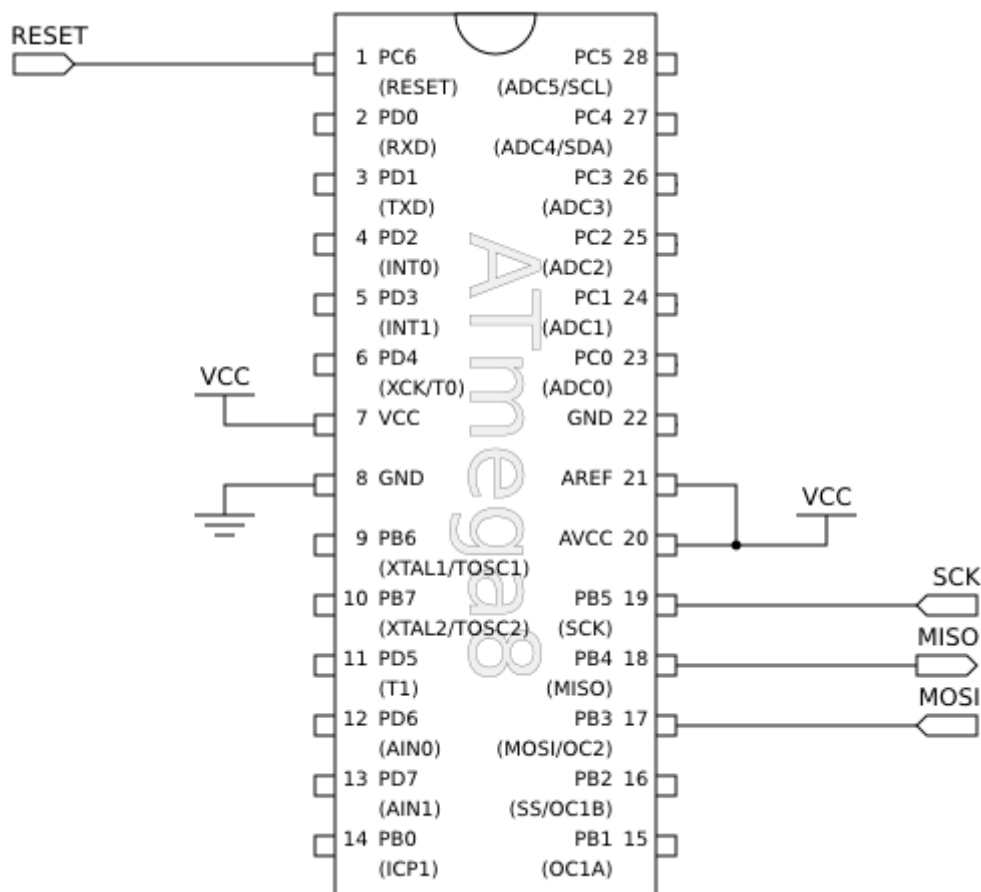 RESET
1 PC6
(RESET)
PC5 28
(ADC5/SCL)
2 PD0
(RXD)
PC4 27
(ADC4/SDA)
3 PD1
(TXD)
PC3 26
(ADC3)
4 PD2
(INT0)
PC2 25
(ADC2)
5 PD3
(INT1)
PC1 24
(ADC1)
6 PD4
(XCK/T0)
PC0 23
(ADC0)
VCC
7 VCC
GND 22
8 GND
AREF 21
VCC
9 PB6
(XTAL1/TOSC1)
AVCC 20
10 PB7
(XTAL2/TOSC2)
PB5 19
(SCK)
SCK
11 PD5
(T1)
PB4 18
(MISO)
MISO
12 PD6
(AIN0)
PB3 17
(MOSI/OC2)
MOSI
13 PD7
(AIN1)
PB2 16
(SS/OC1B)
14 PB0
(ICP1)
PB1 15
(OC1A)
ATmega8